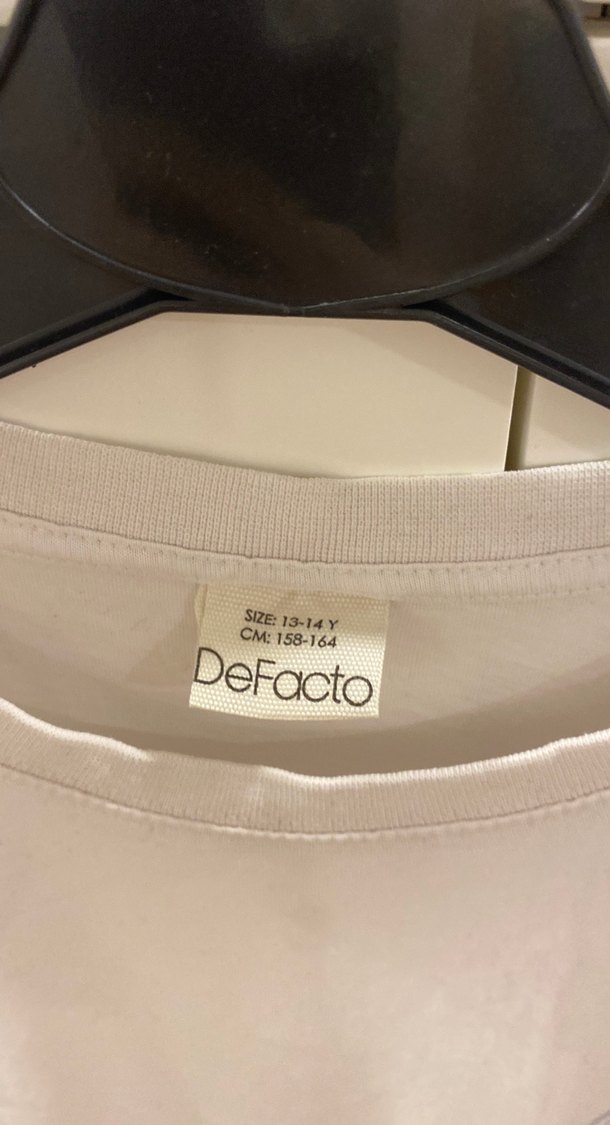 SIZE: 13-14 Y
CM: 158-164
DeFacto